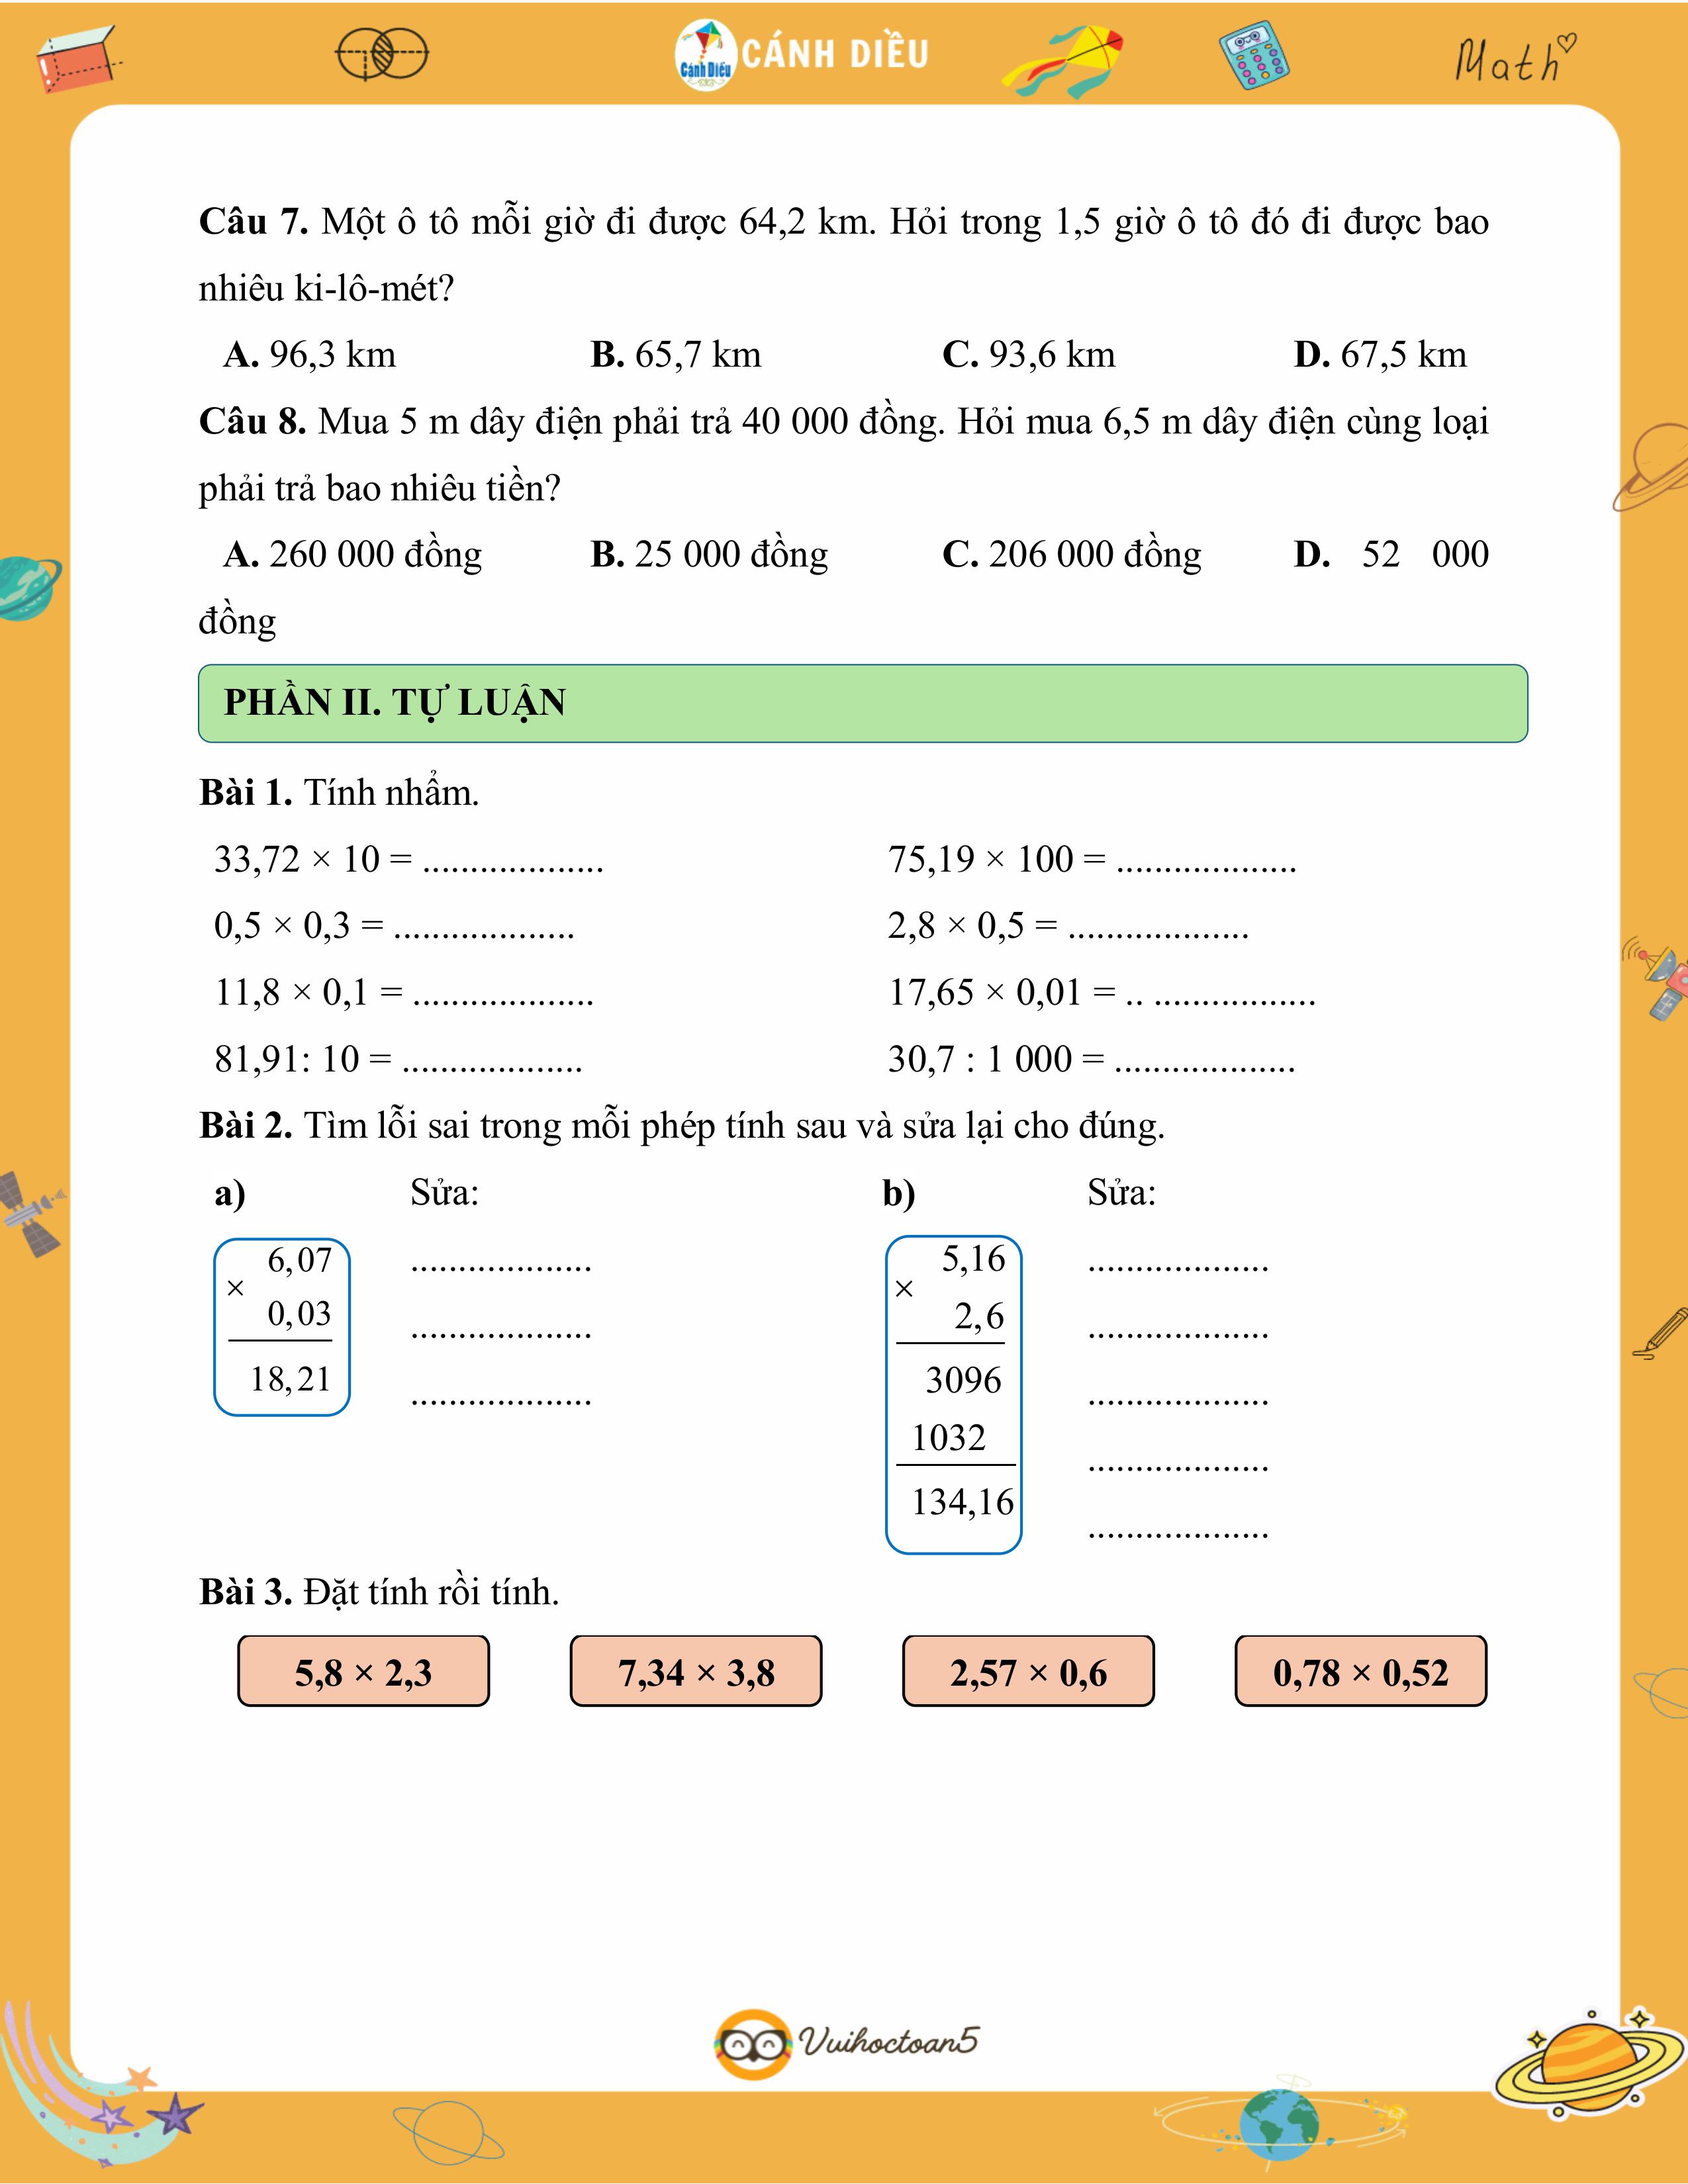 Cánh Diều CÁNH DIỀU
Math
Câu 7. Một ô tô mỗi giờ đi được 64,2 km. Hỏi trong 1,5 giờ ô tô đó đi được bao
nhiêu ki-lô-mét?
A. 96,3 km B. 65,7 km C. 93,6 km D. 67,5 km
Câu 8. Mua 5 m dây điện phải trả 40 000 đồng. Hỏi mua 6,5 m dây điện cùng loại
phải trả bao nhiêu tiền?
A. 260 000 đồng B. 25 000 đồng C. 206 000 đồng D. 52 000
đồng
PHẦN II. TỰ LUẬN
Bài 1. Tính nhẩm.
33,72 × 10 = ................... 75,19 × 100 = ...................
0,5 × 0,3 = ................... 2,8 × 0,5 = ...................
11,8 × 0,1 = ................... 17,65 × 0,01 = .. .................
81,91: 10 = ................... 30,7 : 1 000 = ...................
Bài 2. Tìm lỗi sai trong mỗi phép tính sau và sửa lại cho đúng.
a) Sửa: b) Sửa:
6,07 ................... 5,16 ...................
× ×
0,03 ................... 2,6 ...................
18,21 ................... 3096 ...................
1032 ...................
134,16 ...................
Bài 3. Đặt tính rồi tính.
5,8 × 2,3 7,34 × 3,8 2,57 × 0,6 0,78 × 0,52
Vuihoctoan5